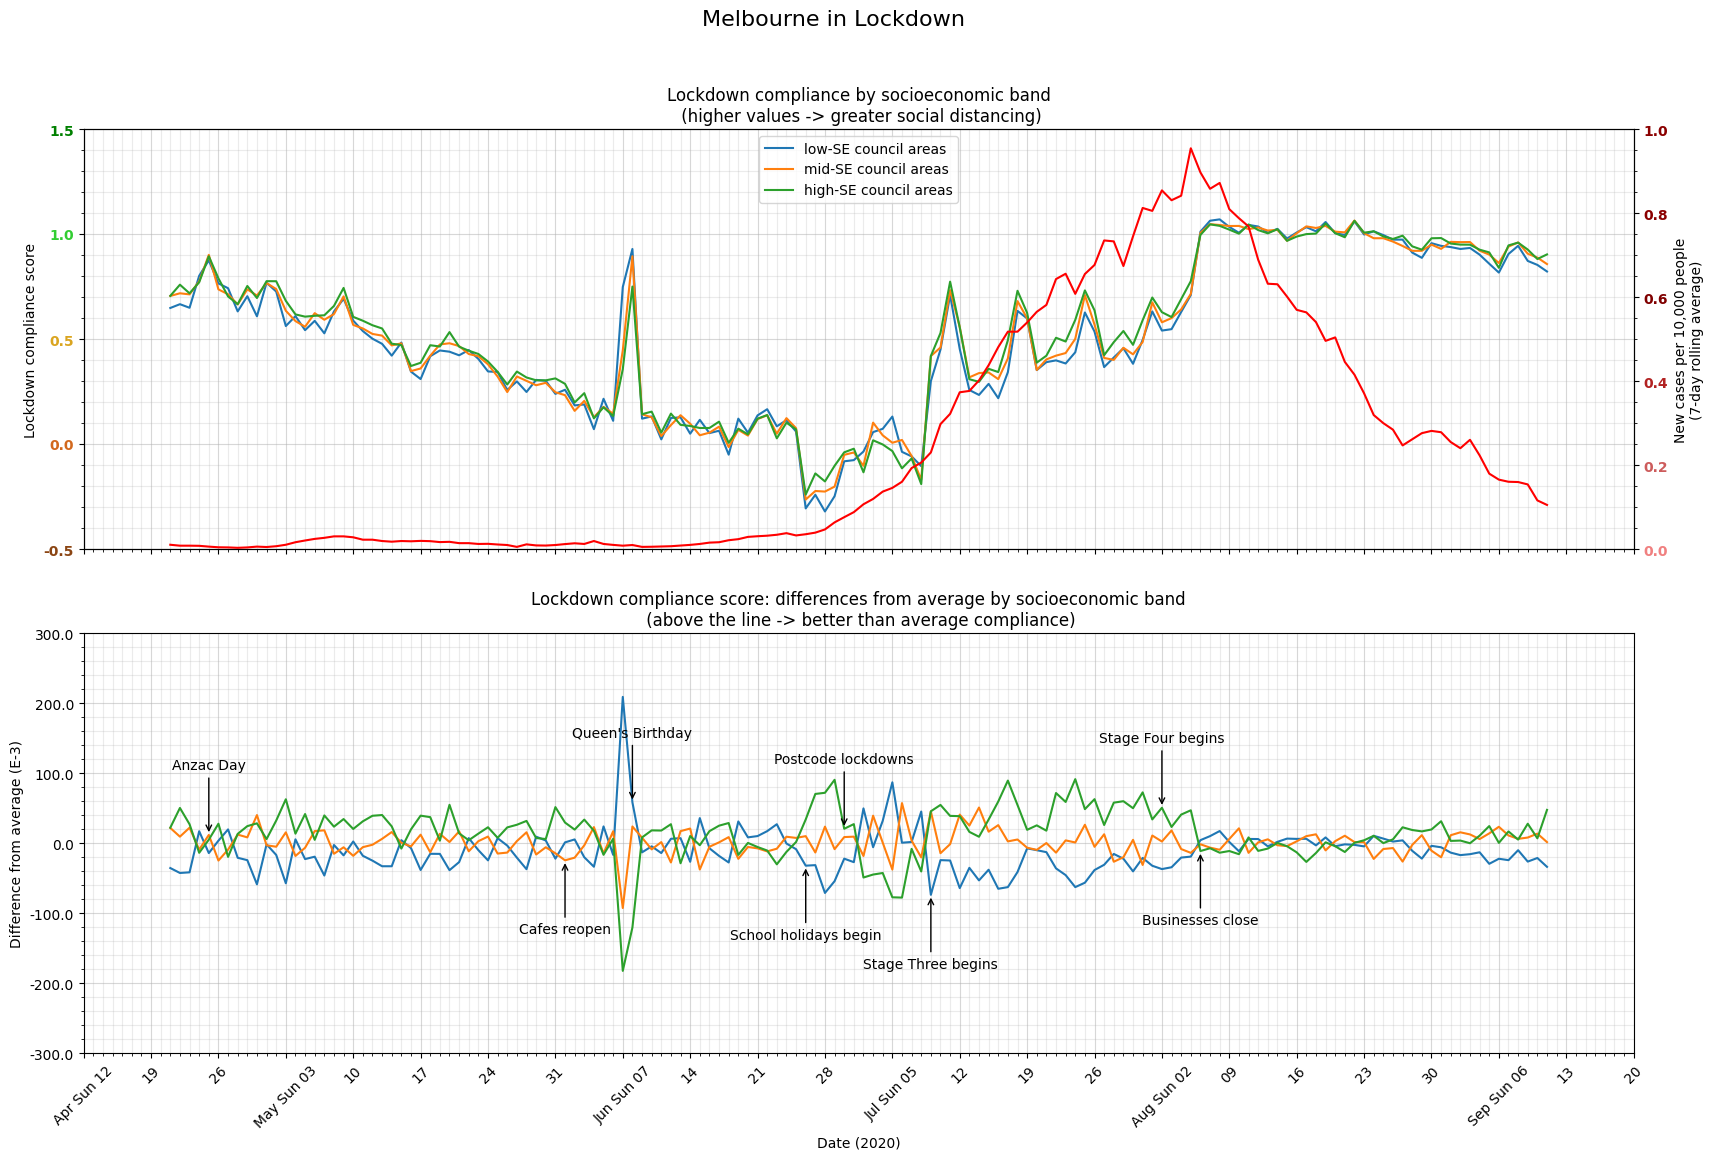 Melbourne in Lockdown
Lockdown compliance by socioeconomic band
(higher values -> greater social distancing)
1.5
1.0
0.5
0.0
-0.5
Lockdown compliance score
low-SE council areas
mid-SE council areas
high-SE council areas
1.0
0.8
0.6
0.4
0.2
0.0
New cases per 10,000 people
(7-day rolling average)
Lockdown compliance score: differences from average by socioeconomic band
(above the line -> better than average compliance)
300.0
200.0
100.0
0.0
-100.0
-200.0
-300.0
Difference from average (E-3)
Anzac Day
Queen's Birthday
Postcode lockdowns
Stage Four begins
Cafes reopen
School holidays begin
Stage Three begins
Businesses close
Apr Sun 12
19
26
May Sun 03
10
17
24
31
Jun Sun 07
14
21
28
Jul Sun 05
12
19
26
Aug Sun 02
09
16
23
30
Sep Sun 06
13
20
Date (2020)